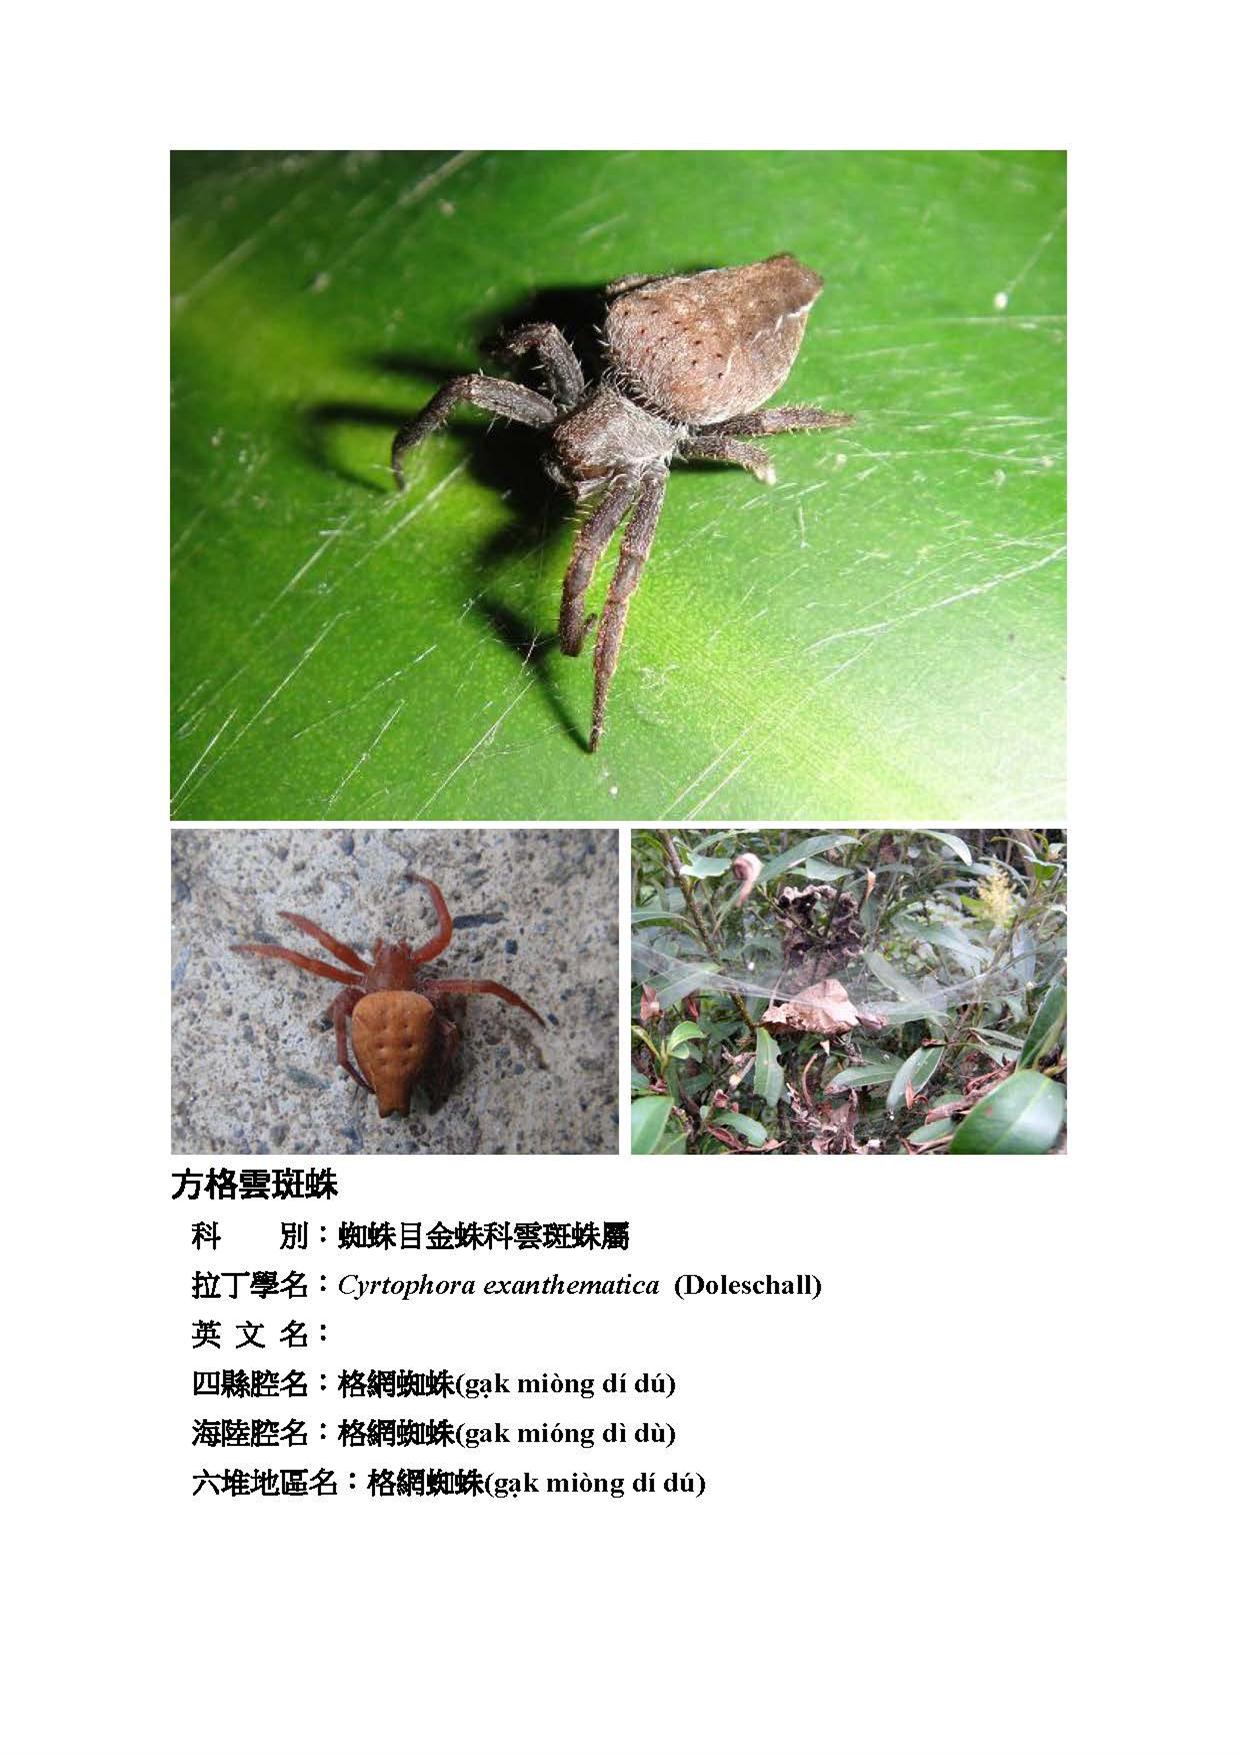 方格雲斑蛛
科　　別：蜘蛛目金蛛科雲斑蛛屬
拉丁學名：Cyrtophora exanthematica (Doleschall)
英 文 名：
四縣腔名：格網蜘蛛(gạk miòng dí dú)
海陸腔名：格網蜘蛛(gak mióng dì dù)
六堆地區名：格網蜘蛛(gạk miòng dí dú)